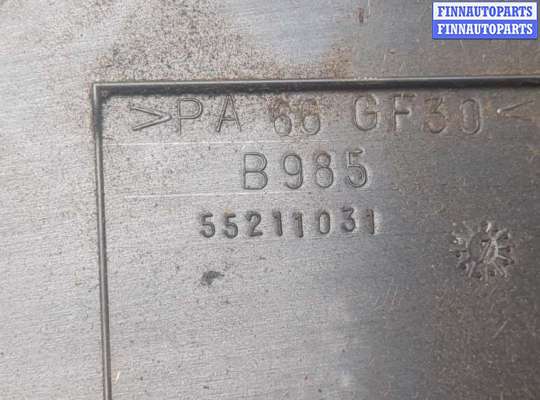 FINNAUTOPARTS
FINNAUTOPARTS
>PA 66 GF30<
B985
55211031